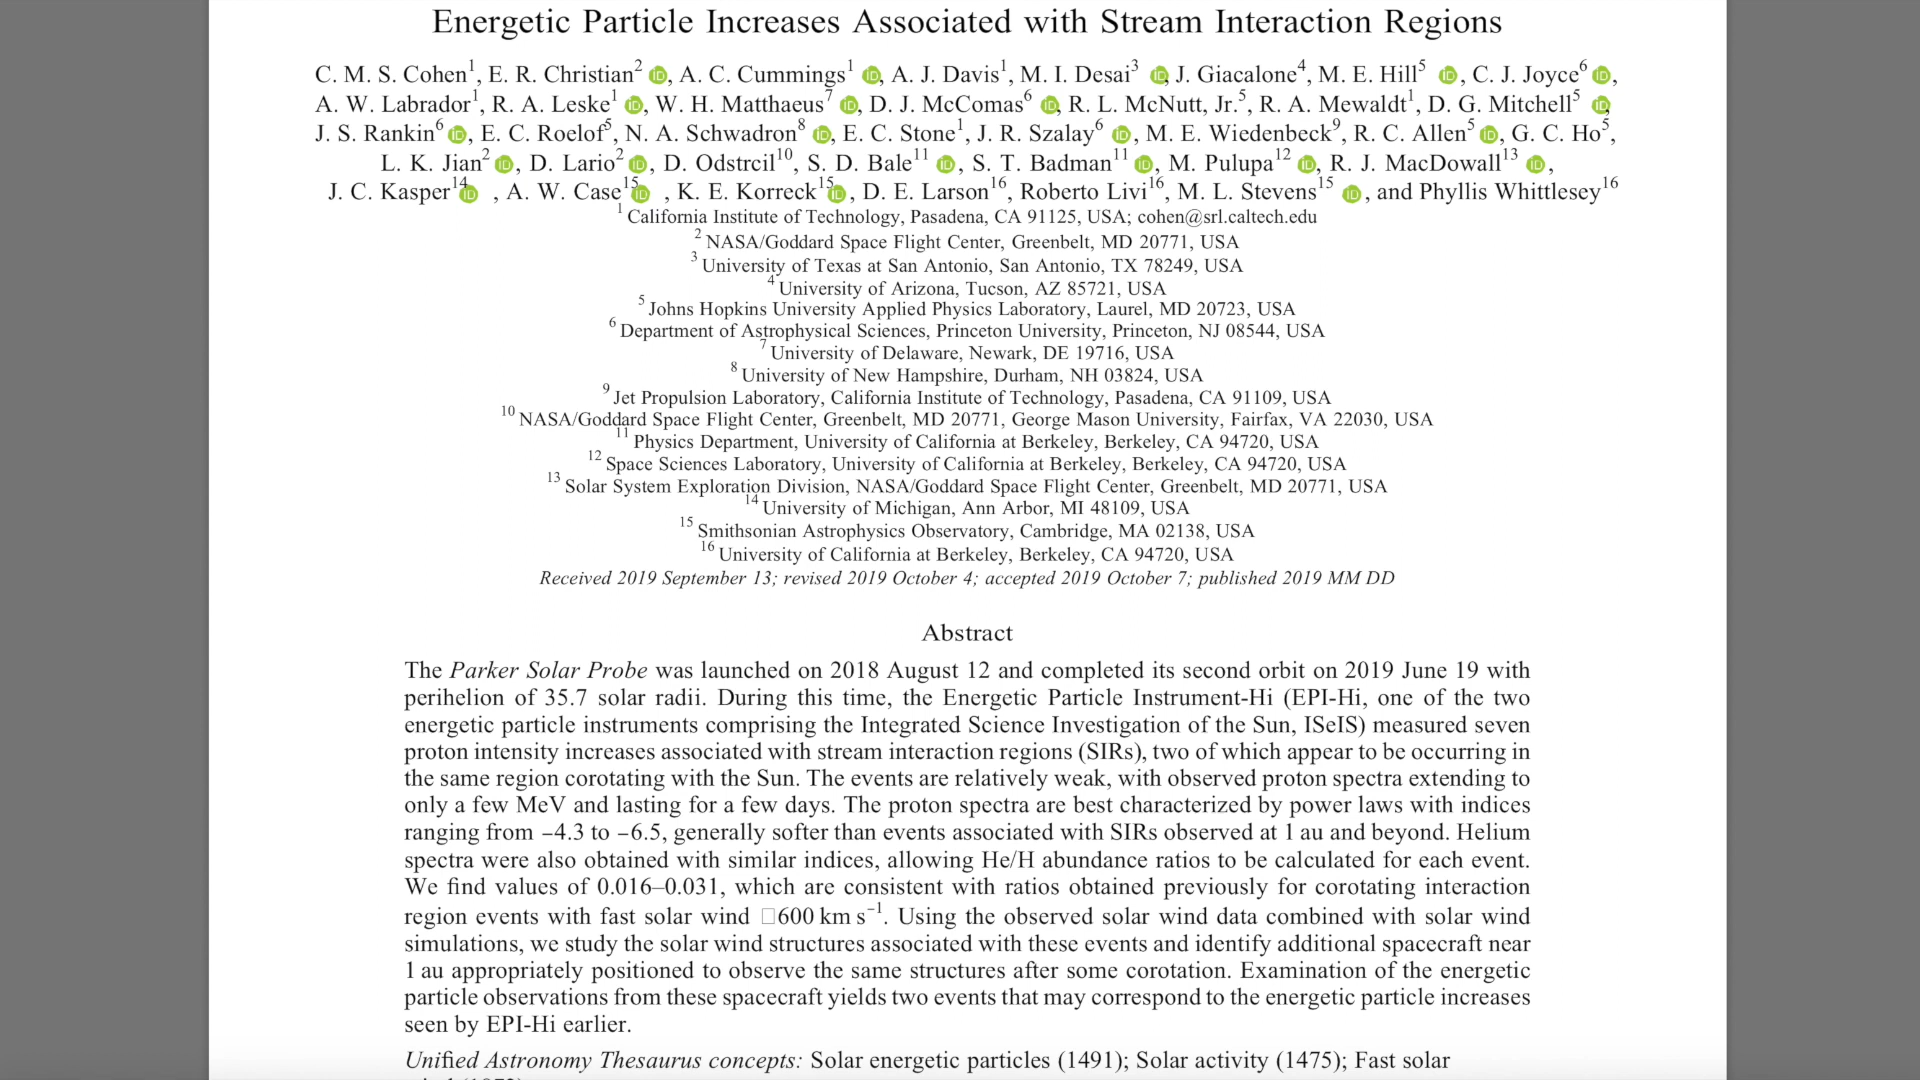 Energetic Particle Increases Associated with Stream Interaction Regions
C. M. S. Cohen1, E. R. Christian2 iD, A. C. Cummings1 iD, A. J. Davis1, M. I. Desai3 iD, J. Giacalone4, M. E. Hill5 iD, C. J. Joyce6 iD,
A. W. Labrador1, R. A. Leske1 iD, W. H. Matthaeus7 iD, D. J. McComas6 iD, R. L. McNutt, Jr.5, R. A. Mewaldt1, D. G. Mitchell5 iD,
J. S. Rankin6 iD, E. C. Roelof5, N. A. Schwadron8 iD, E. C. Stone1, J. R. Szalay6 iD, M. E. Wiedenbeck9, R. C. Allen5 iD, G. C. Ho5,
L. K. Jian2 iD, D. Lario2 iD, D. Odstrcil10, S. D. Bale11 iD, S. T. Badman11 iD, M. Pulupa12 iD, R. J. MacDowall13 iD,
J. C. Kasper14 iD, A. W. Case15 iD, K. E. Korreck15 iD, D. E. Larson16, Roberto Livi16, M. L. Stevens15 iD, and Phyllis Whittlesey16
1 California Institute of Technology, Pasadena, CA 91125, USA; cohen@srl.caltech.edu
2 NASA/Goddard Space Flight Center, Greenbelt, MD 20771, USA
3 University of Texas at San Antonio, San Antonio, TX 78249, USA
4 University of Arizona, Tucson, AZ 85721, USA
5 Johns Hopkins University Applied Physics Laboratory, Laurel, MD 20723, USA
6 Department of Astrophysical Sciences, Princeton University, Princeton, NJ 08544, USA
7 University of Delaware, Newark, DE 19716, USA
8 University of New Hampshire, Durham, NH 03824, USA
9 Jet Propulsion Laboratory, California Institute of Technology, Pasadena, CA 91109, USA
10 NASA/Goddard Space Flight Center, Greenbelt, MD 20771, George Mason University, Fairfax, VA 22030, USA
11 Physics Department, University of California at Berkeley, Berkeley, CA 94720, USA
12 Space Sciences Laboratory, University of California at Berkeley, Berkeley, CA 94720, USA
13 Solar System Exploration Division, NASA/Goddard Space Flight Center, Greenbelt, MD 20771, USA
14 University of Michigan, Ann Arbor, MI 48109, USA
15 Smithsonian Astrophysics Observatory, Cambridge, MA 02138, USA
16 University of California at Berkeley, Berkeley, CA 94720, USA
Received 2019 September 13; revised 2019 October 4; accepted 2019 October 7; published 2019 MM DD
Abstract
The Parker Solar Probe was launched on 2018 August 12 and completed its second orbit on 2019 June 19 with
perihelion of 35.7 solar radii. During this time, the Energetic Particle Instrument-Hi (EPI-Hi, one of the two
energetic particle instruments comprising the Integrated Science Investigation of the Sun, ISeIS) measured seven
proton intensity increases associated with stream interaction regions (SIRs), two of which appear to be occurring in
the same region corotating with the Sun. The events are relatively weak, with observed proton spectra extending to
only a few MeV and lasting for a few days. The proton spectra are best characterized by power laws with indices
ranging from −4.3 to −6.5, generally softer than events associated with SIRs observed at 1 au and beyond. Helium
spectra were also obtained with similar indices, allowing He/H abundance ratios to be calculated for each event.
We find values of 0.016–0.031, which are consistent with ratios obtained previously for corotating interaction
region events with fast solar wind □600 km s−1. Using the observed solar wind data combined with solar wind
simulations, we study the solar wind structures associated with these events and identify additional spacecraft near
1 au appropriately positioned to observe the same structures after some corotation. Examination of the energetic
particle observations from these spacecraft yields two events that may correspond to the energetic particle increases
seen by EPI-Hi earlier.
Unified Astronomy Thesaurus concepts: Solar energetic particles (1491); Solar activity (1475); Fast solar